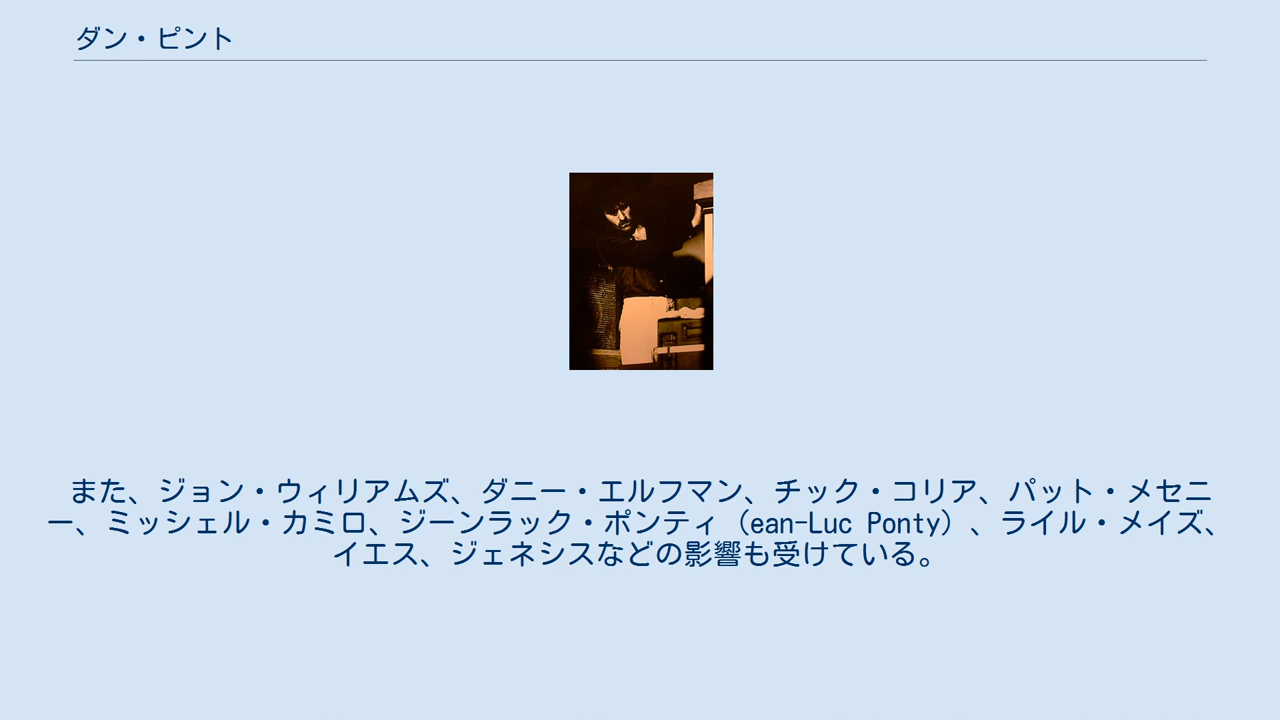 ダン・ピント
また、ジョン・ウィリアムズ、ダニー・エルフマン、チック・コリア、パット・メセニ
ー、ミッシェル・カミロ、ジーンラック・ポンティ（ean-Luc Ponty）、ライル・メイズ、
イエス、ジェネシスなどの影響も受けている。